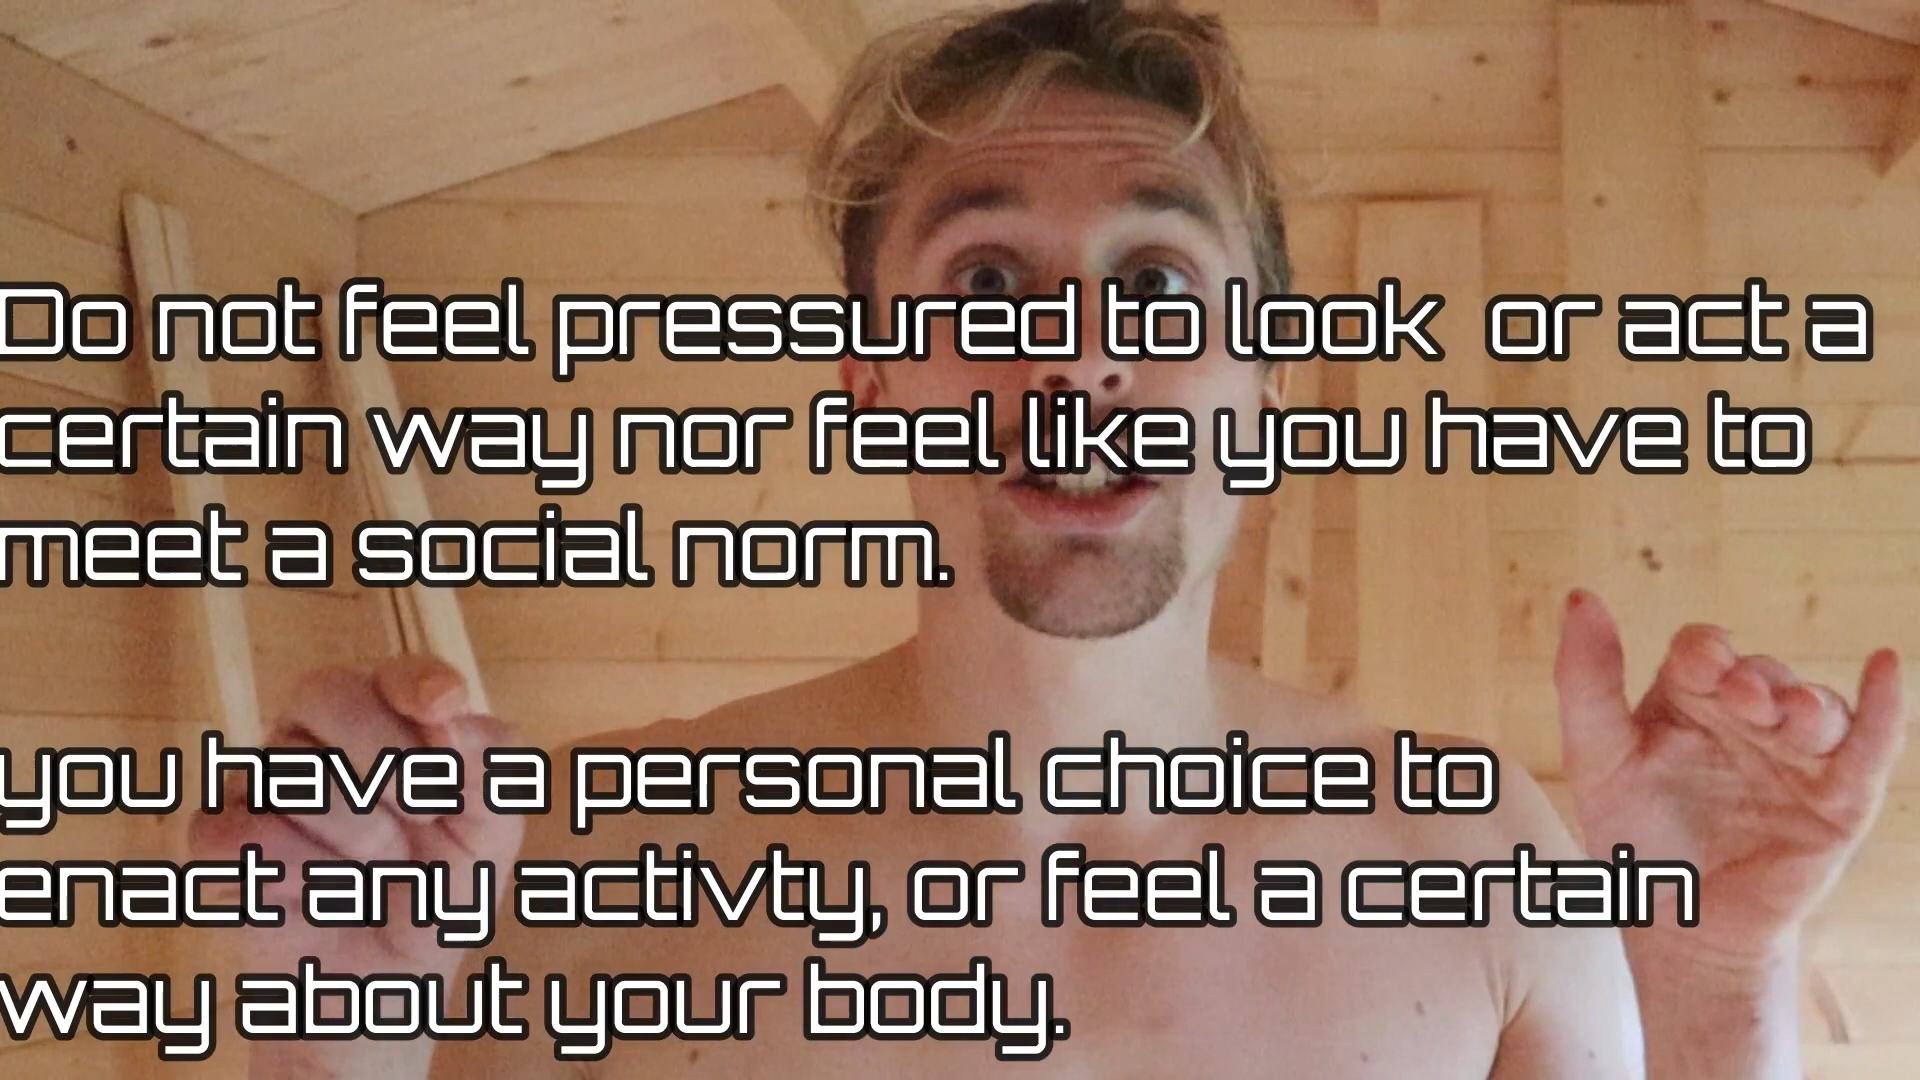 Do not feel pressured to look  or act a
certain way nor feel like you have to
meet a social norm.
you have a personal choice to
enact any activty, or feel a certain
way about your body.